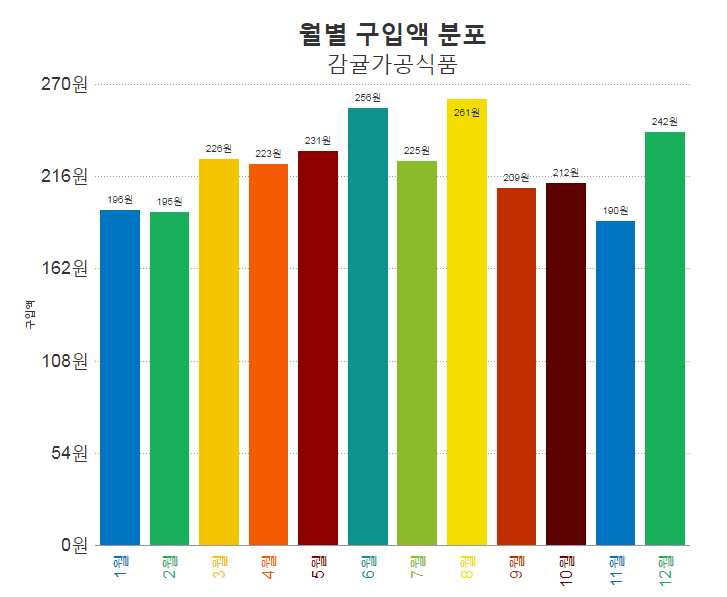 월별 구입액 분포
감귤가공식품
270원
216원
162원
108원
54원
0원
구입액
196원
195원
226원
223원
231원
256원
225원
261원
209원
212원
190원
242원
1월
2월
3월
4월
5월
6월
7월
8월
9월
10월
11월
12월